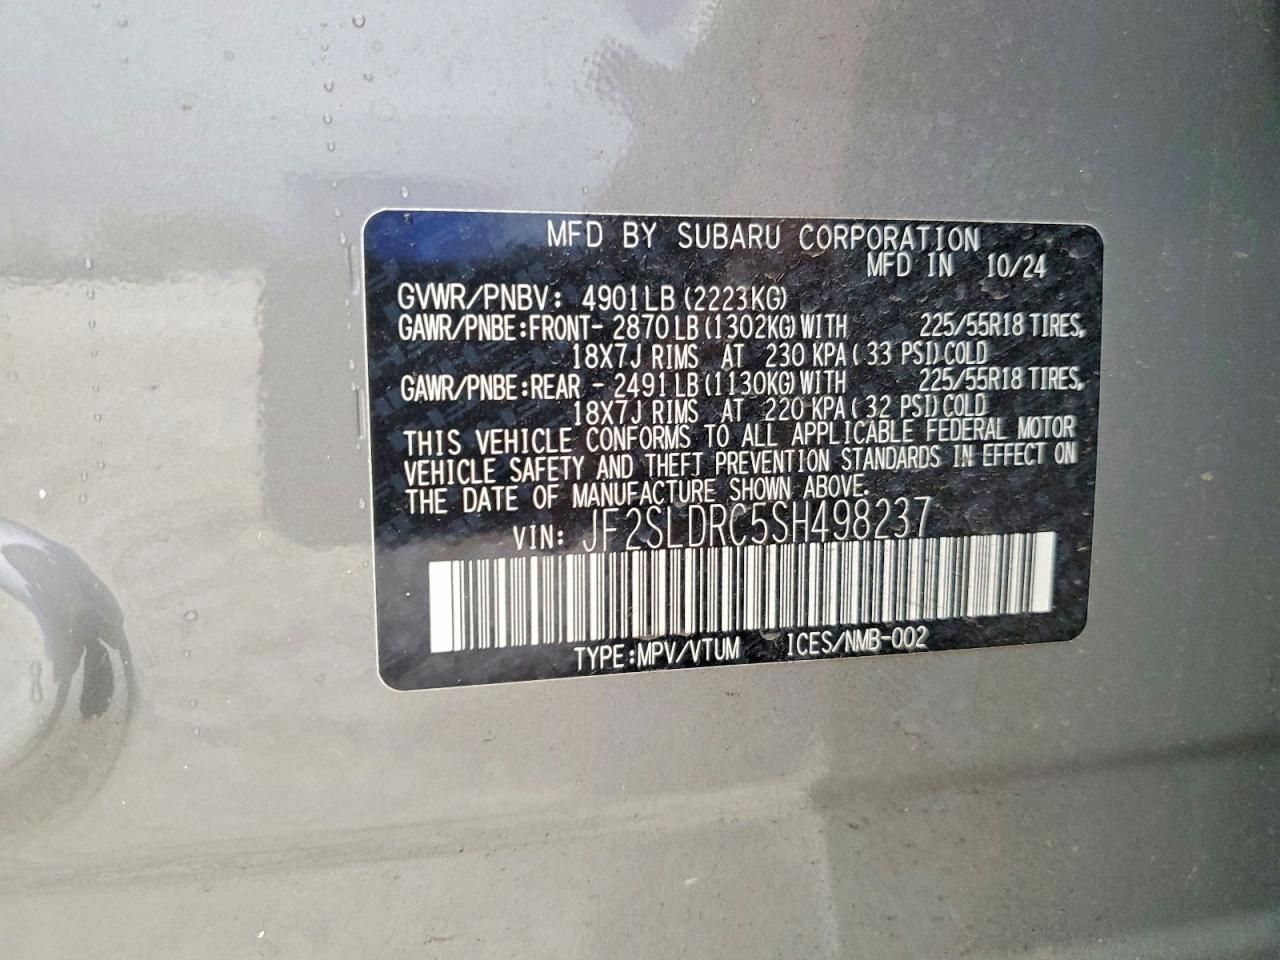 MFD BY SUBARU CORPORATION
MFD IN 10/24
GVWR/PNBV: 4901LB (2223KG)
GAWR/PNBE:FRONT- 2870 LB (1302KG) WITH 225/55R18 TIRES,
18X7J RIMS AT 230 KPA( 33 PSI) COLD
GAWR/PNBE:REAR - 2491 LB (1130KG) WITH 225/55R18 TIRES,
18X7J RIMS AT 220 KPA( 32 PSI) COLD
THIS VEHICLE CONFORMS TO ALL APPLICABLE FEDERAL MOTOR
VEHICLE SAFETY AND THEFT PREVENTION STANDARDS IN EFFECT ON
THE DATE OF MANUFACTURE SHOWN ABOVE.
VIN: JF2SLDRC5SH498237
TYPE:MPV/VTUM ICES/NMB-002